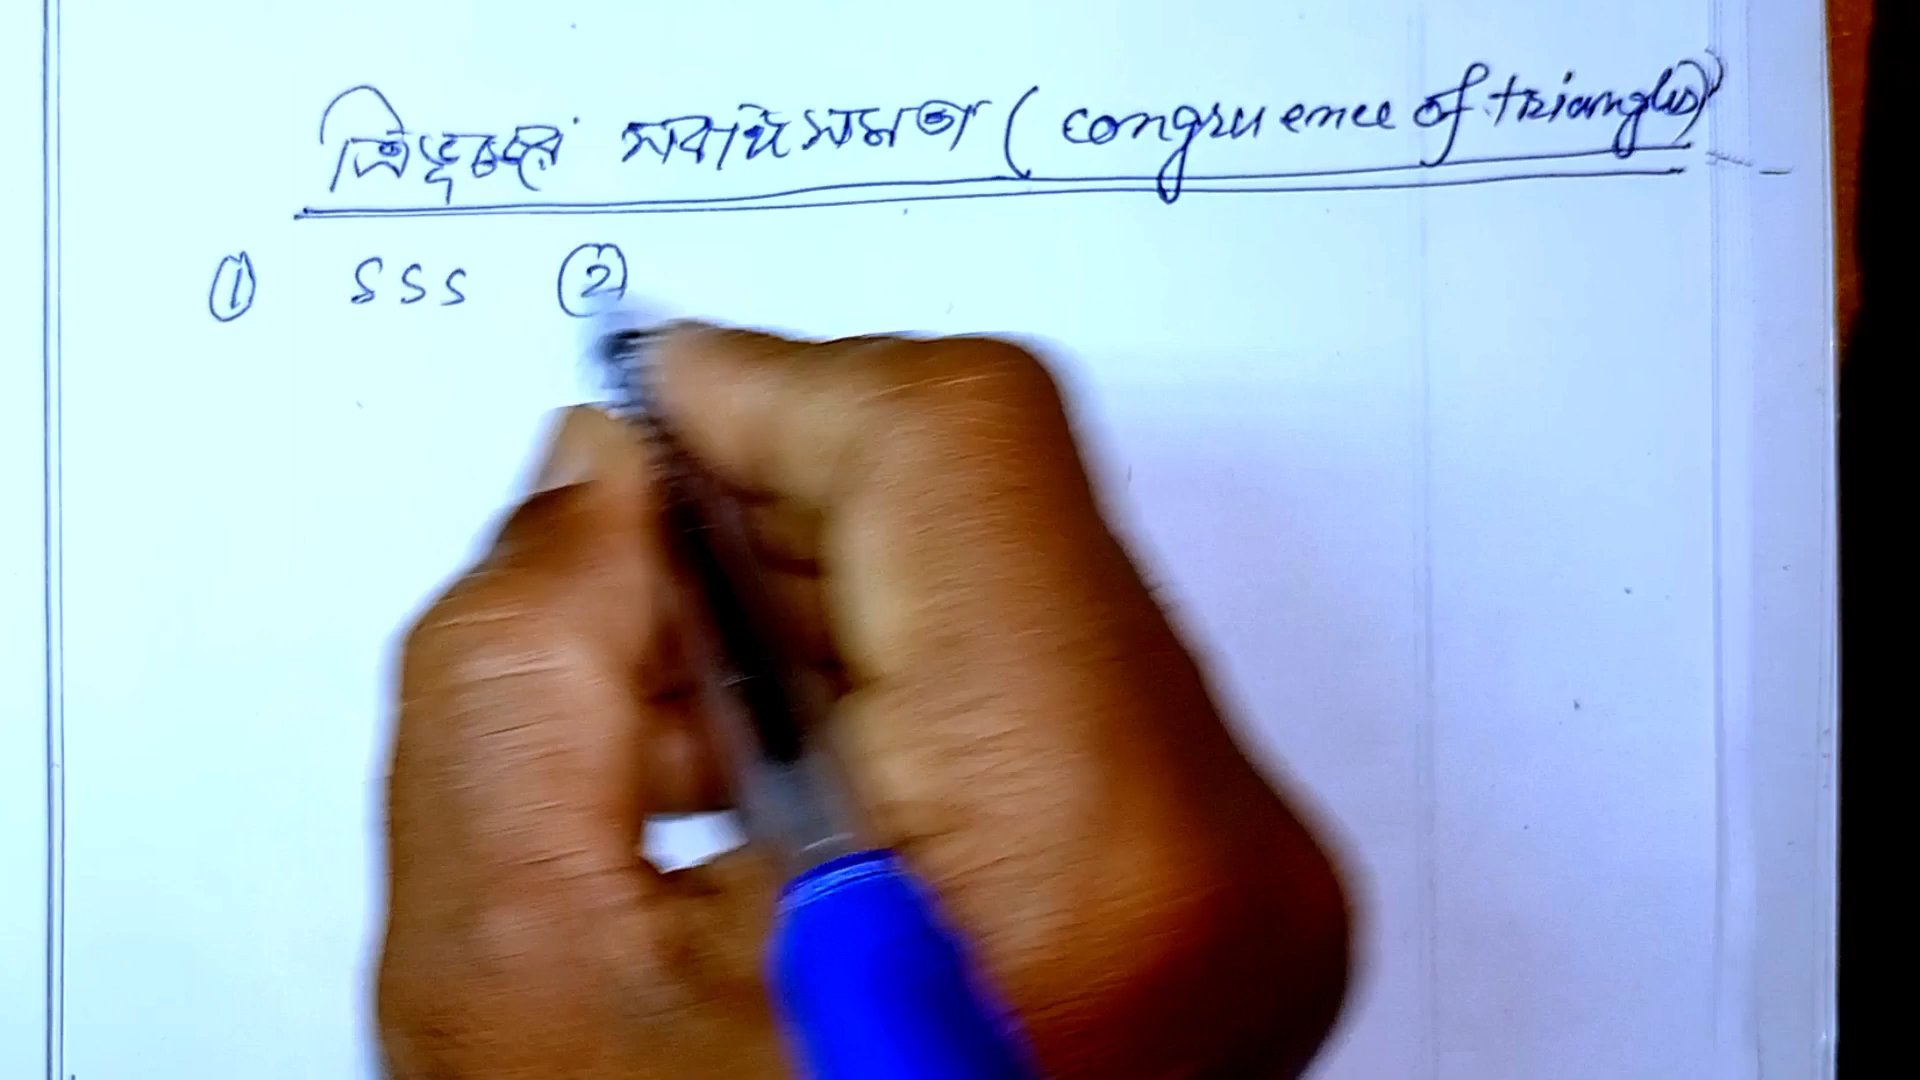 ত্রিভুজের সর্বাঙ্গসমতা (congruence of triangles)
① SSS ②